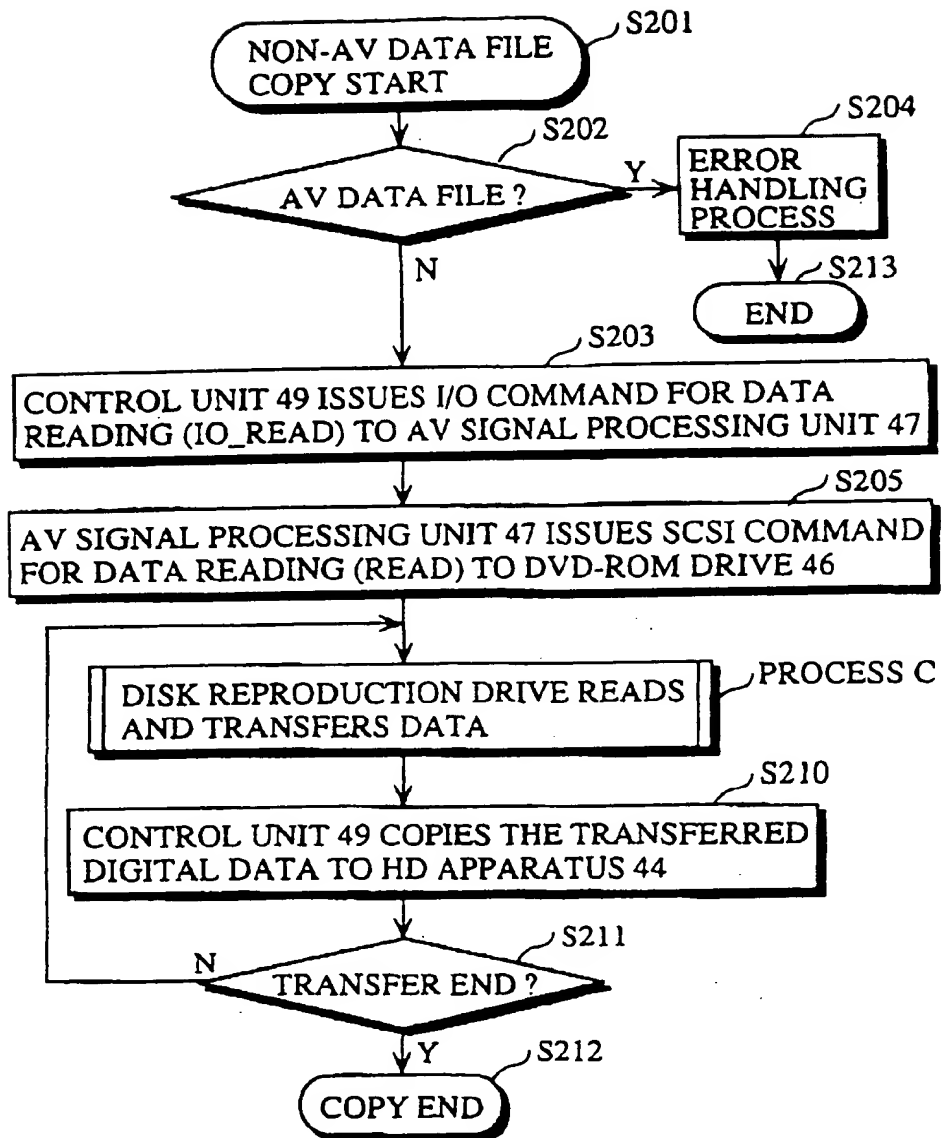 S201
NON-AV DATA FILE
COPY START
S202
AV DATA FILE ?
Y
S204
ERROR
HANDLING
PROCESS
N
S213
END
S203
CONTROL UNIT 49 ISSUES I/O COMMAND FOR DATA
READING (IO_READ) TO AV SIGNAL PROCESSING UNIT 47
S205
AV SIGNAL PROCESSING UNIT 47 ISSUES SCSI COMMAND
FOR DATA READING (READ) TO DVD-ROM DRIVE 46
DISK REPRODUCTION DRIVE READS
AND TRANSFERS DATA
PROCESS C
S210
CONTROL UNIT 49 COPIES THE TRANSFERRED
DIGITAL DATA TO HD APPARATUS 44
S211
N
TRANSFER END ?
Y
S212
COPY END